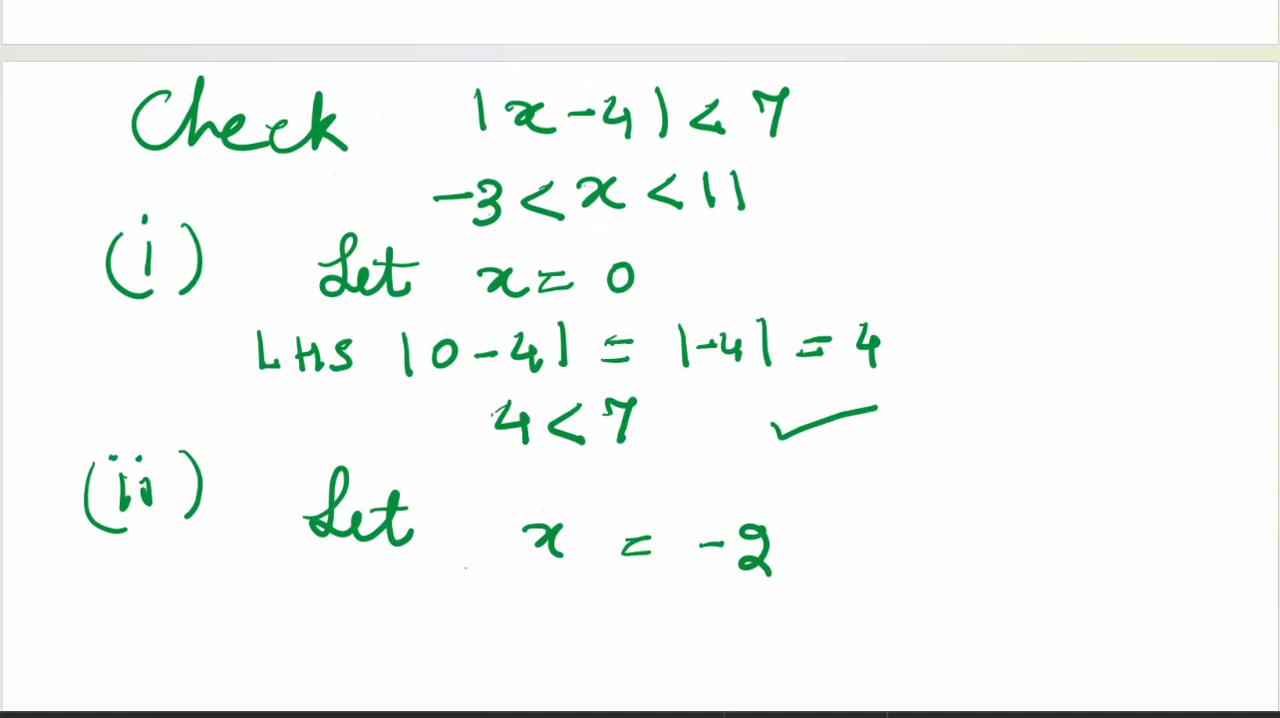 Check |x-4|<7
-3<x<11
(i) Let x=0
LHS |0-4| = |-4| = 4
4<7 ✓
(ii) Let x = -2